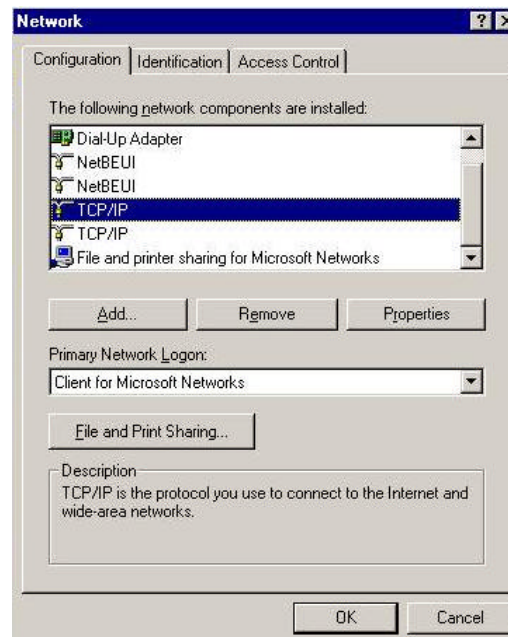 Network
Configuration Identification Access Control
The following network components are installed:
Dial-Up Adapter
NetBEUI
NetBEUI
TCP/IP
TCP/IP
File and printer sharing for Microsoft Networks
Add... Remove Properties
Primary Network Logon:
Client for Microsoft Networks
File and Print Sharing...
Description
TCP/IP is the protocol you use to connect to the Internet and
wide-area networks.
OK Cancel